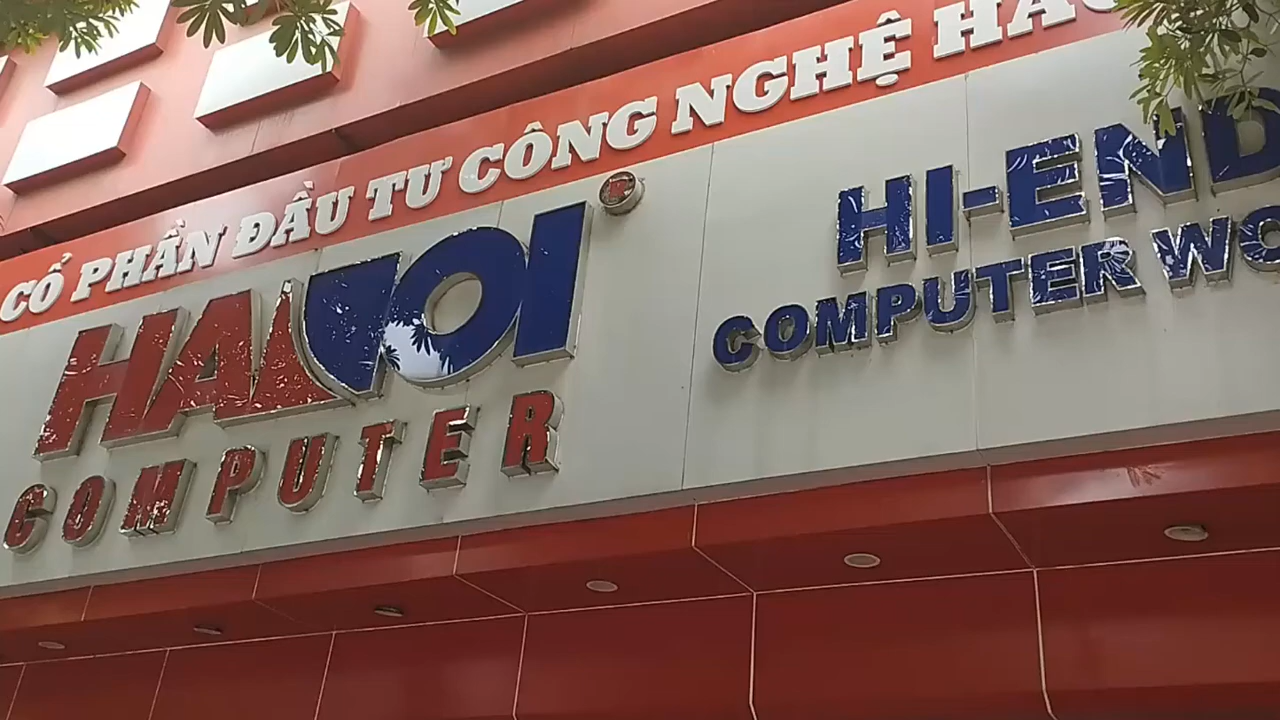 CỔ PHẦN ĐẦU TƯ CÔNG NGHỆ
HANOI
COMPUTER
HI-END
COMPUTER